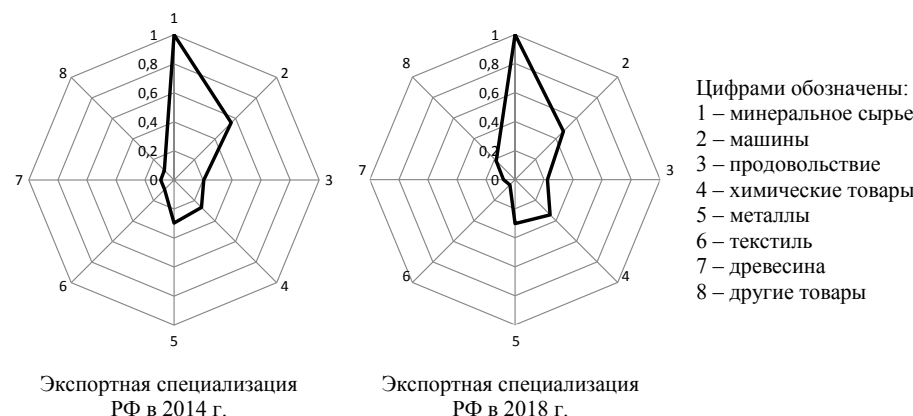 1
1
0,8
0,6
0,4
0,2
0
2
3
4
5
6
7
8
Экспортная специализация
РФ в 2014 г.
1
1
0,8
0,6
0,4
0,2
0
2
3
4
5
6
7
8
Экспортная специализация
РФ в 2018 г.
Цифрами обозначены:
1 – минеральное сырье
2 – машины
3 – продовольствие
4 – химические товары
5 – металлы
6 – текстиль
7 – древесина
8 – другие товары